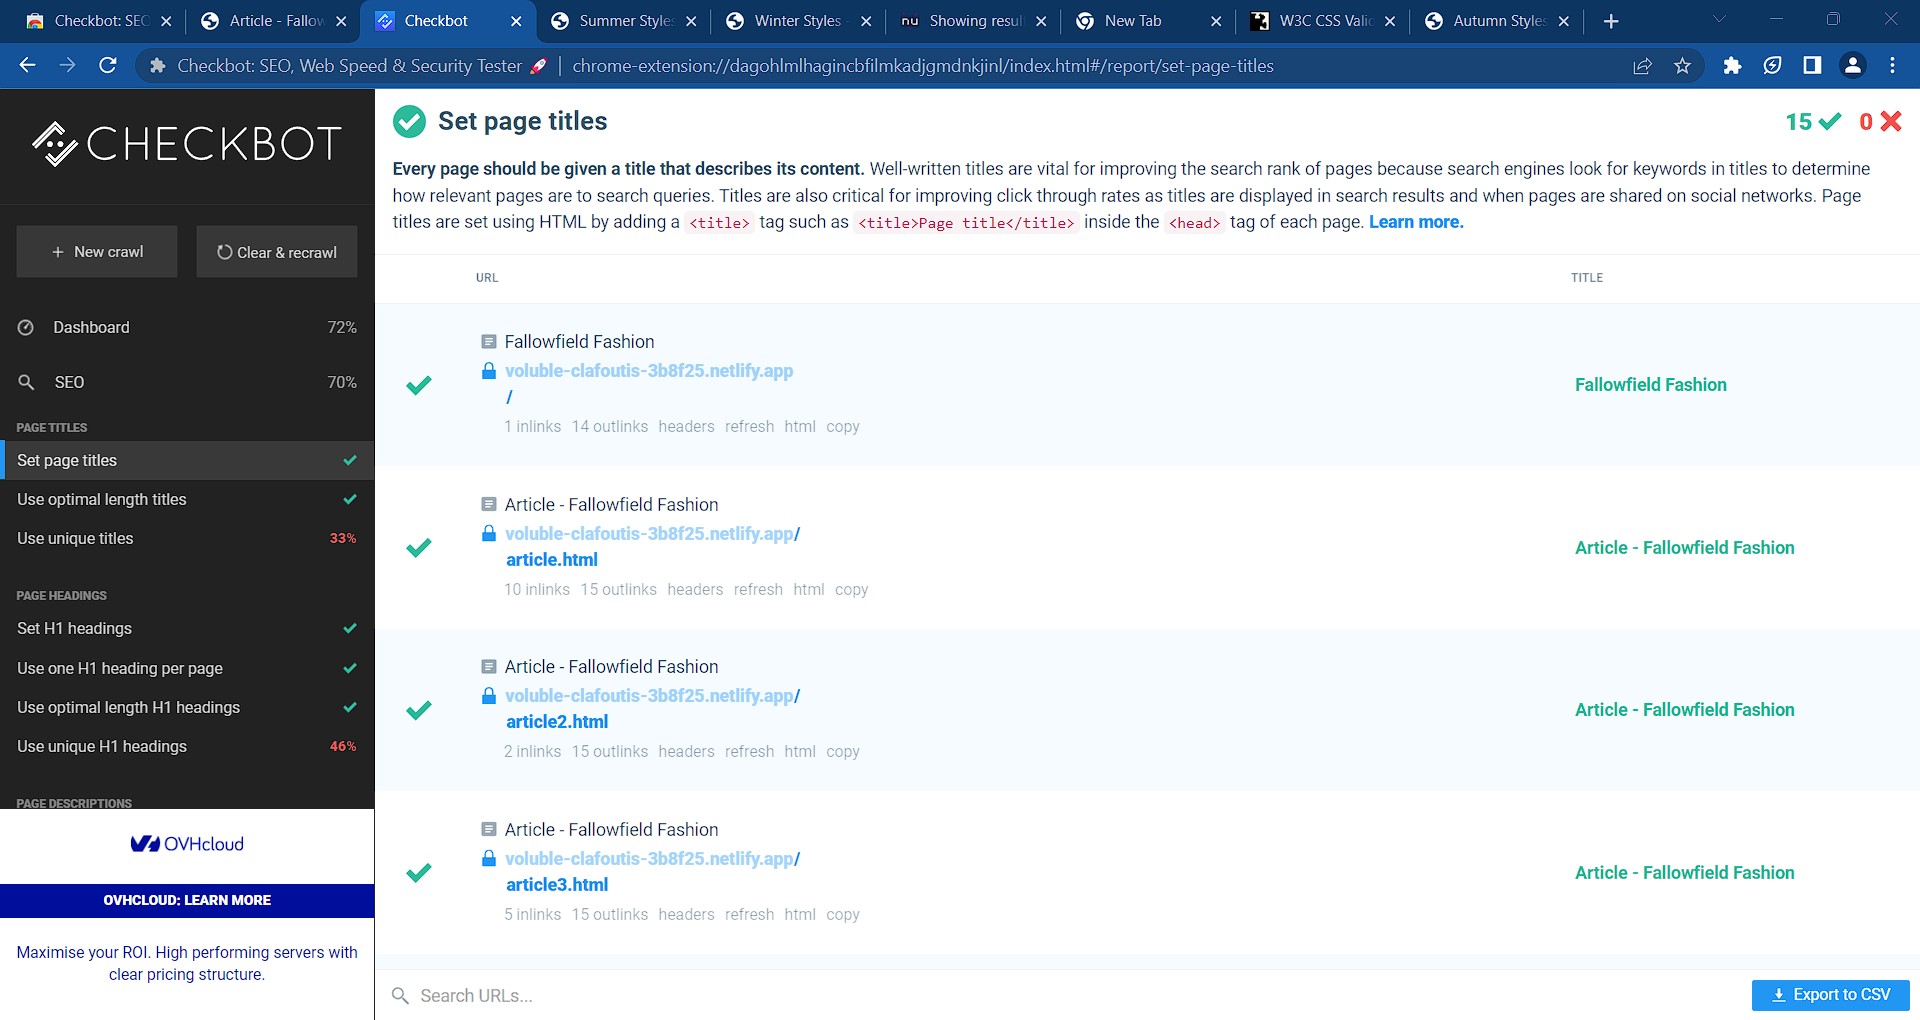 Checkbot: SEO
Article - Fallow
Checkbot
Summer Styles
Winter Styles
Showing resul
New Tab
W3C CSS Valic
Autumn Styles
Checkbot: SEO, Web Speed & Security Tester 🚀 | chrome-extension://dagohlmlhagincbfilmkadjgmdnkjinl/index.html#/report/set-page-titles
CHECKBOT
+ New crawl
Clear & recrawl
Dashboard 72%
SEO 70%
PAGE TITLES
Set page titles
Use optimal length titles
Use unique titles 33%
PAGE HEADINGS
Set H1 headings
Use one H1 heading per page
Use optimal length H1 headings
Use unique H1 headings 46%
PAGE DESCRIPTIONS
OVHcloud
OVHCLOUD: LEARN MORE
Maximise your ROI. High performing servers with
clear pricing structure.
Set page titles
15 0
Every page should be given a title that describes its content. Well-written titles are vital for improving the search rank of pages because search engines look for keywords in titles to determine
how relevant pages are to search queries. Titles are also critical for improving click through rates as titles are displayed in search results and when pages are shared on social networks. Page
titles are set using HTML by adding a <title> tag such as <title>Page title</title> inside the <head> tag of each page. Learn more.
URL TITLE
Fallowfield Fashion
voluble-clafoutis-3b8f25.netlify.app
/
1 inlinks 14 outlinks headers refresh html copy
Fallowfield Fashion
Article - Fallowfield Fashion
voluble-clafoutis-3b8f25.netlify.app/
article.html
10 inlinks 15 outlinks headers refresh html copy
Article - Fallowfield Fashion
Article - Fallowfield Fashion
voluble-clafoutis-3b8f25.netlify.app/
article2.html
2 inlinks 15 outlinks headers refresh html copy
Article - Fallowfield Fashion
Article - Fallowfield Fashion
voluble-clafoutis-3b8f25.netlify.app/
article3.html
5 inlinks 15 outlinks headers refresh html copy
Article - Fallowfield Fashion
Search URLs...
Export to CSV